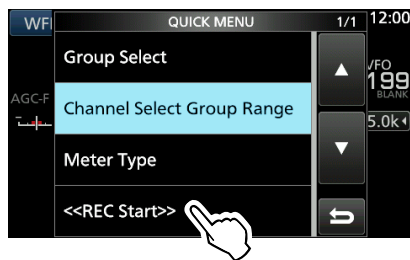 WFI
QUICK MENU
1/1
12:00
Group Select
VFO
199
BLANK
AGC-F
Channel Select Group Range
5.0k
Meter Type
<<REC Start>>